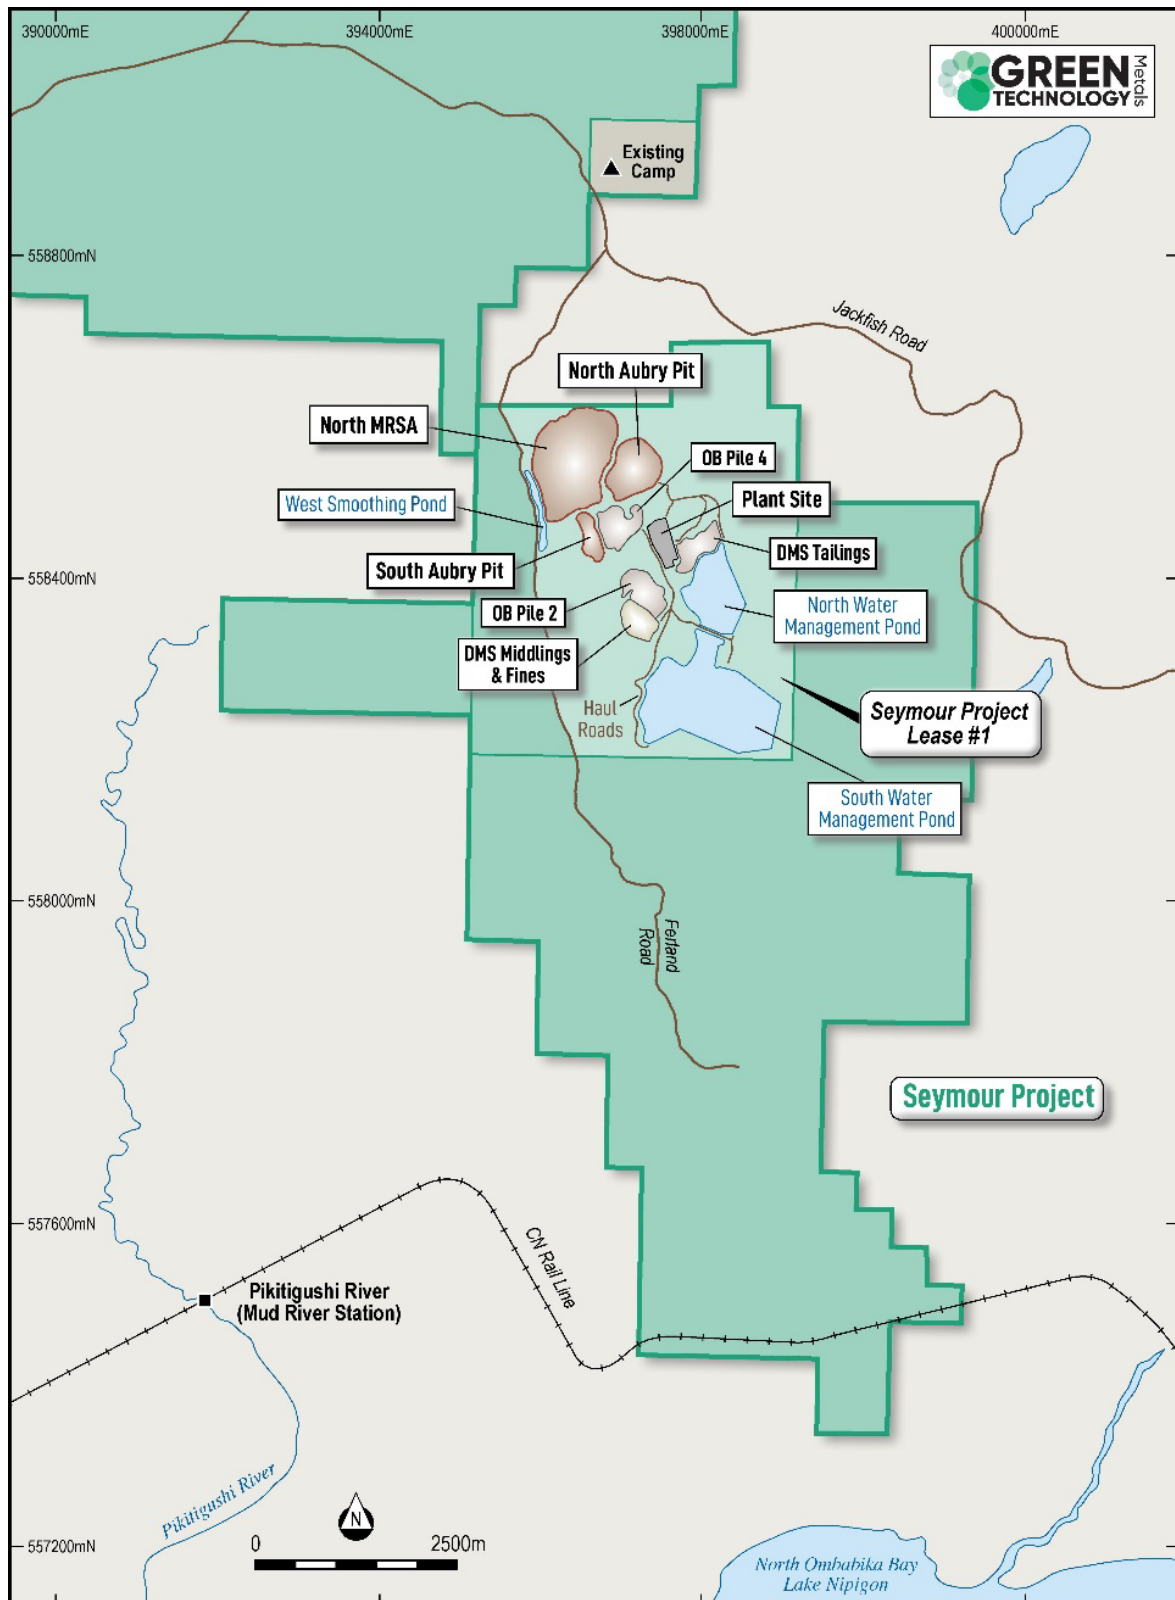 390000mE
394000mE
398000mE
400000mE
GREEN
TECHNOLOGY
Metals
Existing
Camp
558800mN
Jackfish Road
North Aubry Pit
North MRSA
OB Pile 4
West Smoothing Pond
Plant Site
DMS Tailings
South Aubry Pit
558400mN
OB Pile 2
North Water
Management Pond
DMS Middlings
& Fines
Haul
Roads
Seymour Project
Lease #1
South Water
Management Pond
558000mN
Ferland
Road
Seymour Project
557600mN
CN Rail Line
Pikitigushi River
(Mud River Station)
Pikitigushi River
N
0
2500m
557200mN
North Ombabika Bay
Lake Nipigon